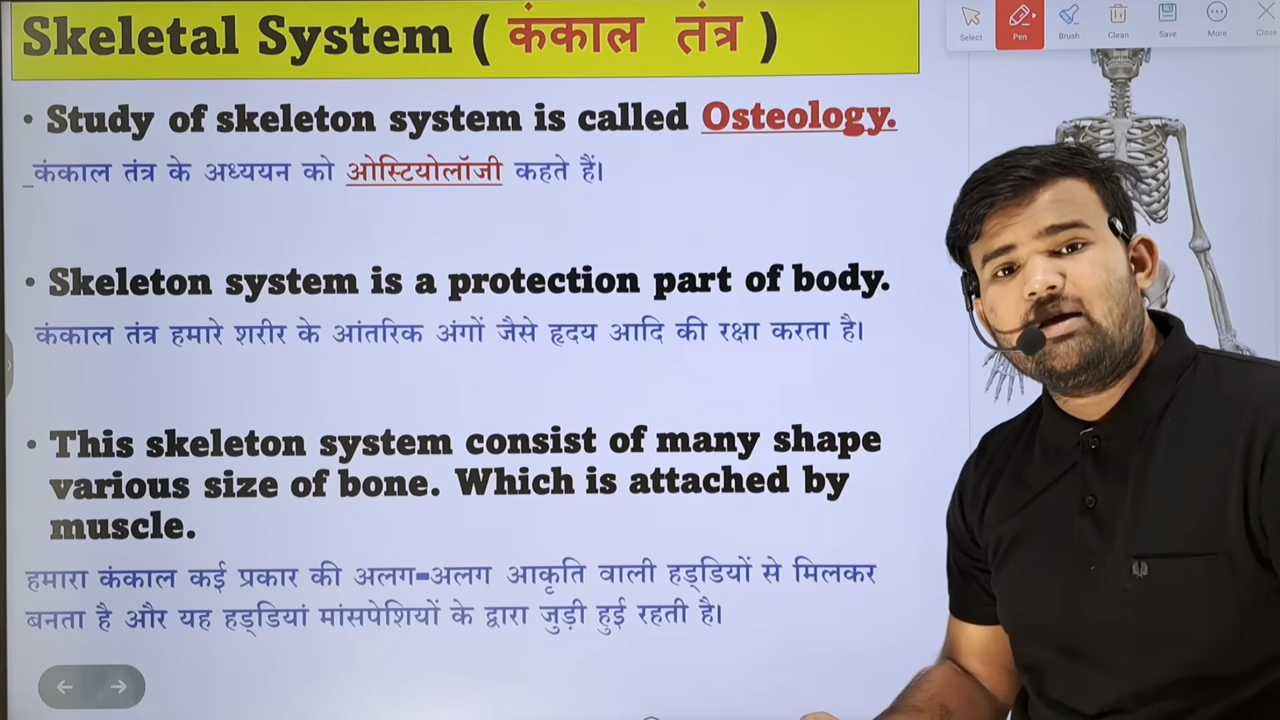 Skeletal System ( कंकाल तंत्र )
Select Pen Brush Clean Save More Close
• Study of skeleton system is called Osteology.
_कंकाल तंत्र के अध्ययन को ओस्टियोलॉजी कहते हैं।
• Skeleton system is a protection part of body.
कंकाल तंत्र हमारे शरीर के आंतरिक अंगों जैसे हृदय आदि की रक्षा करता है।
• This skeleton system consist of many shape
various size of bone. Which is attached by
muscle.
हमारा कंकाल कई प्रकार की अलग-अलग आकृति वाली हड्डियों से मिलकर
बनता है और यह हड्डियां मांसपेशियों के द्वारा जुड़ी हुई रहती है।